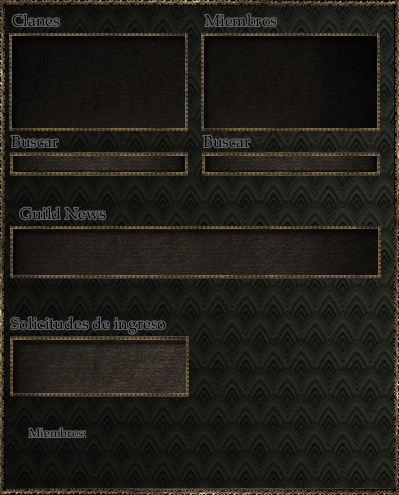 Clanes
Miembros
Buscar
Buscar
Guild News
Solicitudes de ingreso
Miembros: